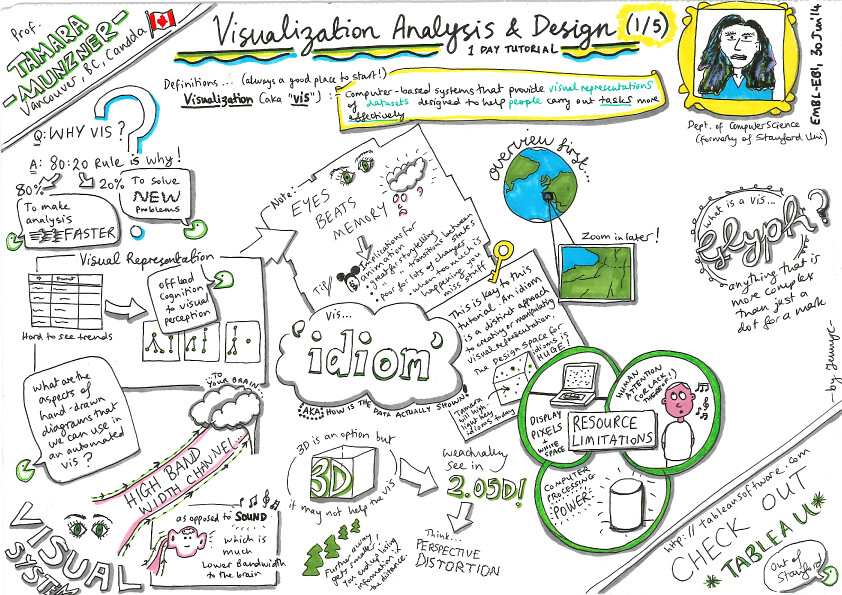 Prof.
TAMARA
-MUNZNER-
Vancouver, BC, Canada
Visualization Analysis & Design (1/5)
1 DAY TUTORIAL
EMBL-EBI, 30 Jun '14
Dept. of Computer Science
(formerly of Stanford Uni)
Definitions... (always a good place to start!)
Visualization (aka "vis") :
Computer-based systems that provide visual representations
of datasets designed to help people carry out tasks more
effectively
Q: WHY VIS?
A: 80:20 Rule is why!
80%
20%
To make
analysis
FASTER
To solve
NEW
Problems
Visual Representation
Hard to see trends
off load
Cognition
to visual
perception
what are the
aspects of
hand-drawn
diagrams that
we can use in
an automated
vis?
Note:
EYES
BEATS
MEMORY
Implications for
animation
• great for storytelling
• " " transitions between
states
• Poor for lots of changes
• when too much is
happening you
miss stuff
overview first...
Zoom in later!
what is a vis...
Glyph?
anything that is
more complex
than just a
dot for a mark
-by Jennyc-
Vis...
'idiom'
AKA: HOW IS THE DATA ACTUALLY SHOWN
This is key to this
tutorial. An idiom
is a distinct approach
to creating or manipulating
visual representation.
The Design space for
idioms is
HUGE!
Tamara
will high-
light key
idioms today
DISPLAY
PIXELS
+
WHITE
SPACE
HUMAN
ATTENTION
RESOURCE
LIMITATIONS
COMPUTER
PROCESSING
'POWER'
TO YOUR BRAIN
HIGH BAND
WIDTH CHANNEL...
VISUAL
SYSTEM
as opposed to SOUND
which is
much
Lower Bandwidth
to the brain
3D is an option but
3D
it may not help the vis
Further away
gets smaller
You end up losing
information in
the distance
We actually
see in
2.05D!
Think...
PERSPECTIVE
DISTORTION
http://tableausoftware.com
CHECK OUT
*TABLEAU*
out of
Stanford